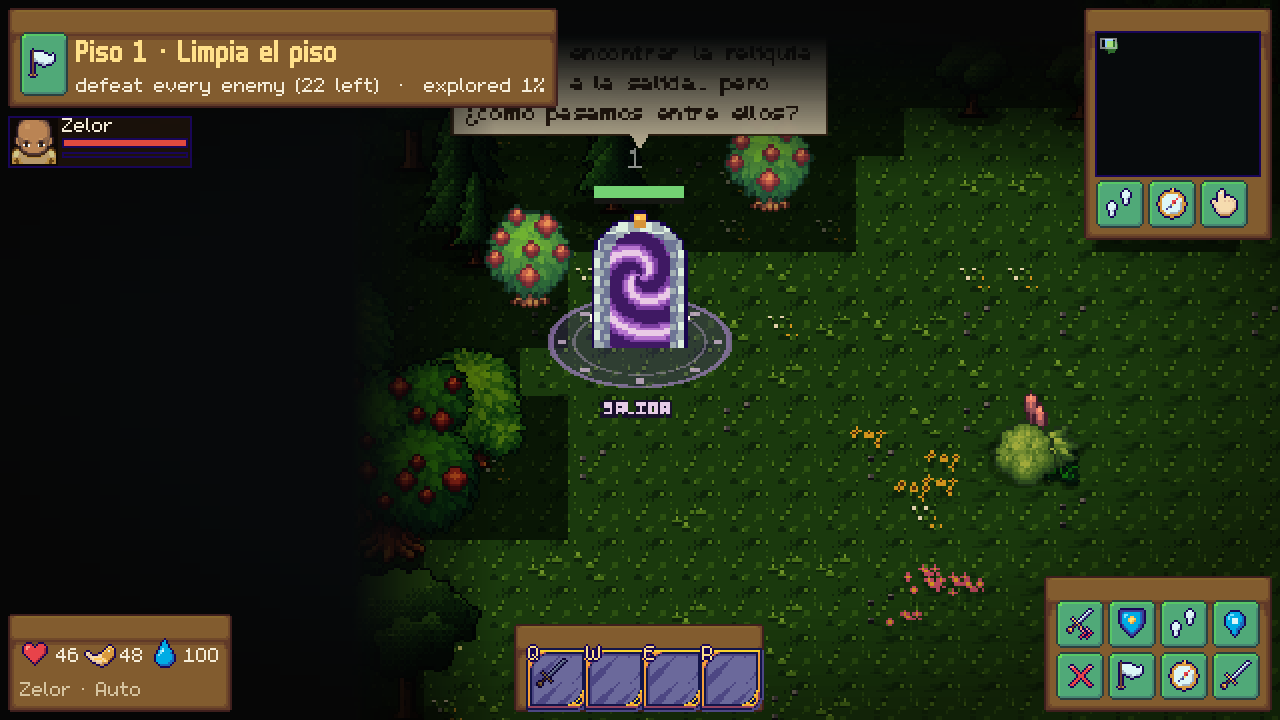 Piso 1 · Limpia el piso
defeat every enemy (22 left) · explored 1%
encontrar la reliquia
a la salida, pero
¿cómo pasamos entre ellos?
Zelor
1
SALIDA
46 48 100
Zelor · Auto
Q W E R